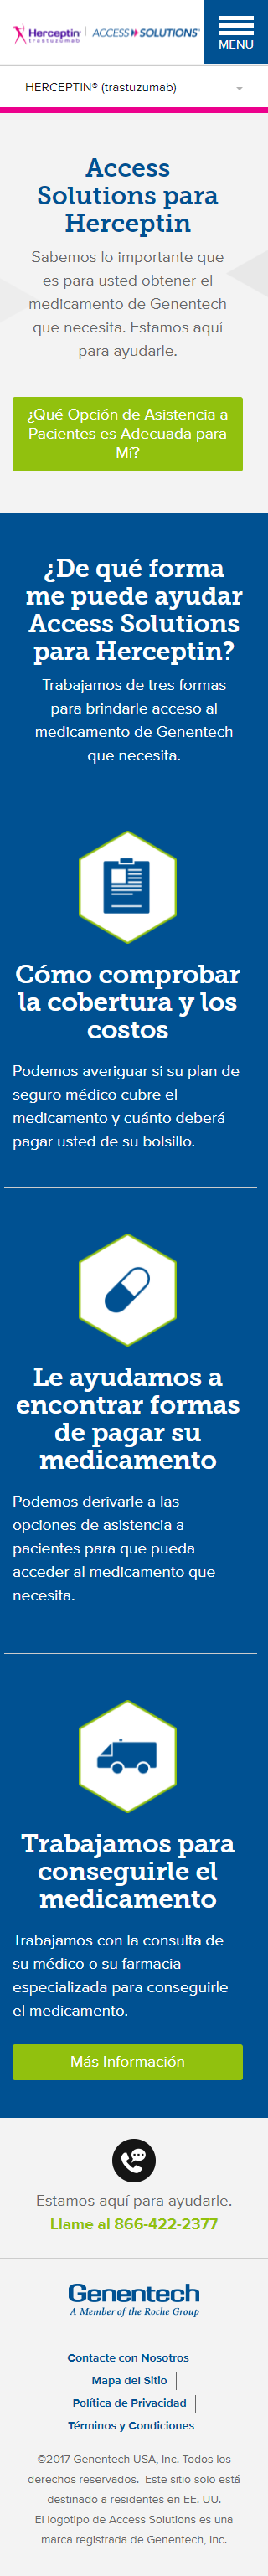 Herceptin®
trastuzumab
ACCESS SOLUTIONS®
MENU
HERCEPTIN® (trastuzumab)
Access
Solutions para
Herceptin
Sabemos lo importante que
es para usted obtener el
medicamento de Genentech
que necesita. Estamos aquí
para ayudarle.
¿Qué Opción de Asistencia a
Pacientes es Adecuada para
Mí?
¿De qué forma
me puede ayudar
Access Solutions
para Herceptin?
Trabajamos de tres formas
para brindarle acceso al
medicamento de Genentech
que necesita.
Cómo comprobar
la cobertura y los
costos
Podemos averiguar si su plan de
seguro médico cubre el
medicamento y cuánto deberá
pagar usted de su bolsillo.
Le ayudamos a
encontrar formas
de pagar su
medicamento
Podemos derivarle a las
opciones de asistencia a
pacientes para que pueda
acceder al medicamento que
necesita.
Trabajamos para
conseguirle el
medicamento
Trabajamos con la consulta de
su médico o su farmacia
especializada para conseguirle
el medicamento.
Más Información
Estamos aquí para ayudarle.
Llame al 866-422-2377
Genentech
A Member of the Roche Group
Contacte con Nosotros
Mapa del Sitio
Política de Privacidad
Términos y Condiciones
©2017 Genentech USA, Inc. Todos los
derechos reservados. Este sitio solo está
destinado a residentes en EE. UU.
El logotipo de Access Solutions es una
marca registrada de Genentech, Inc.